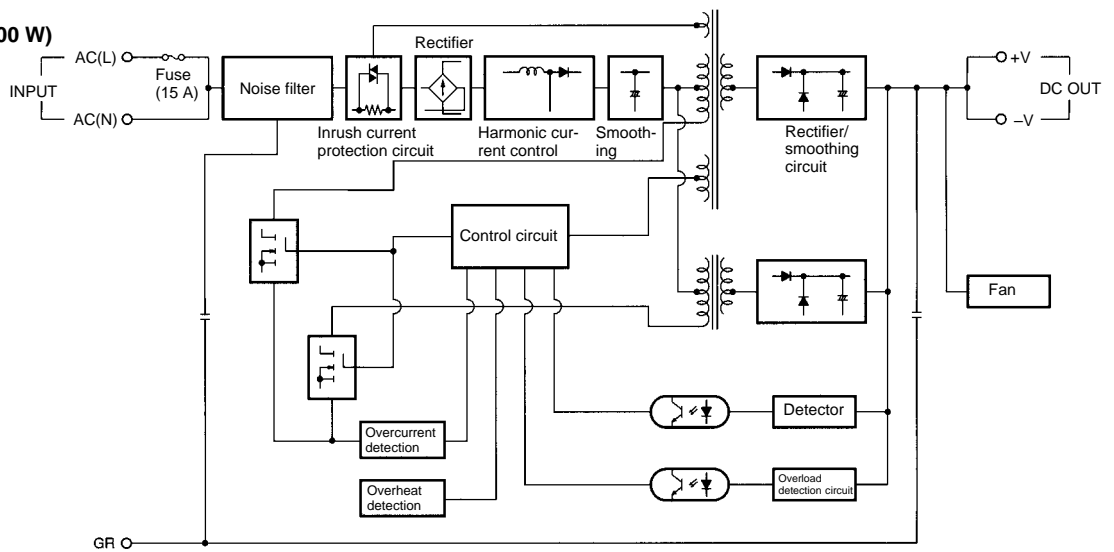 00 W)
AC(L)
Fuse
(15 A)
INPUT
AC(N)
Noise filter
Inrush current
protection circuit
Rectifier
Harmonic cur-
rent control
Smooth-
ing
Rectifier/
smoothing
circuit
+V
DC OUT
–V
Control circuit
Fan
Overcurrent
detection
Detector
Overheat
detection
Overload
detection circuit
GR